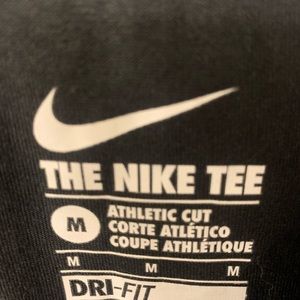 THE NIKE TEE
M
ATHLETIC CUT
CORTE ATLÉTICO
COUPE ATHLÉTIQUE
M M M
DRI-FIT